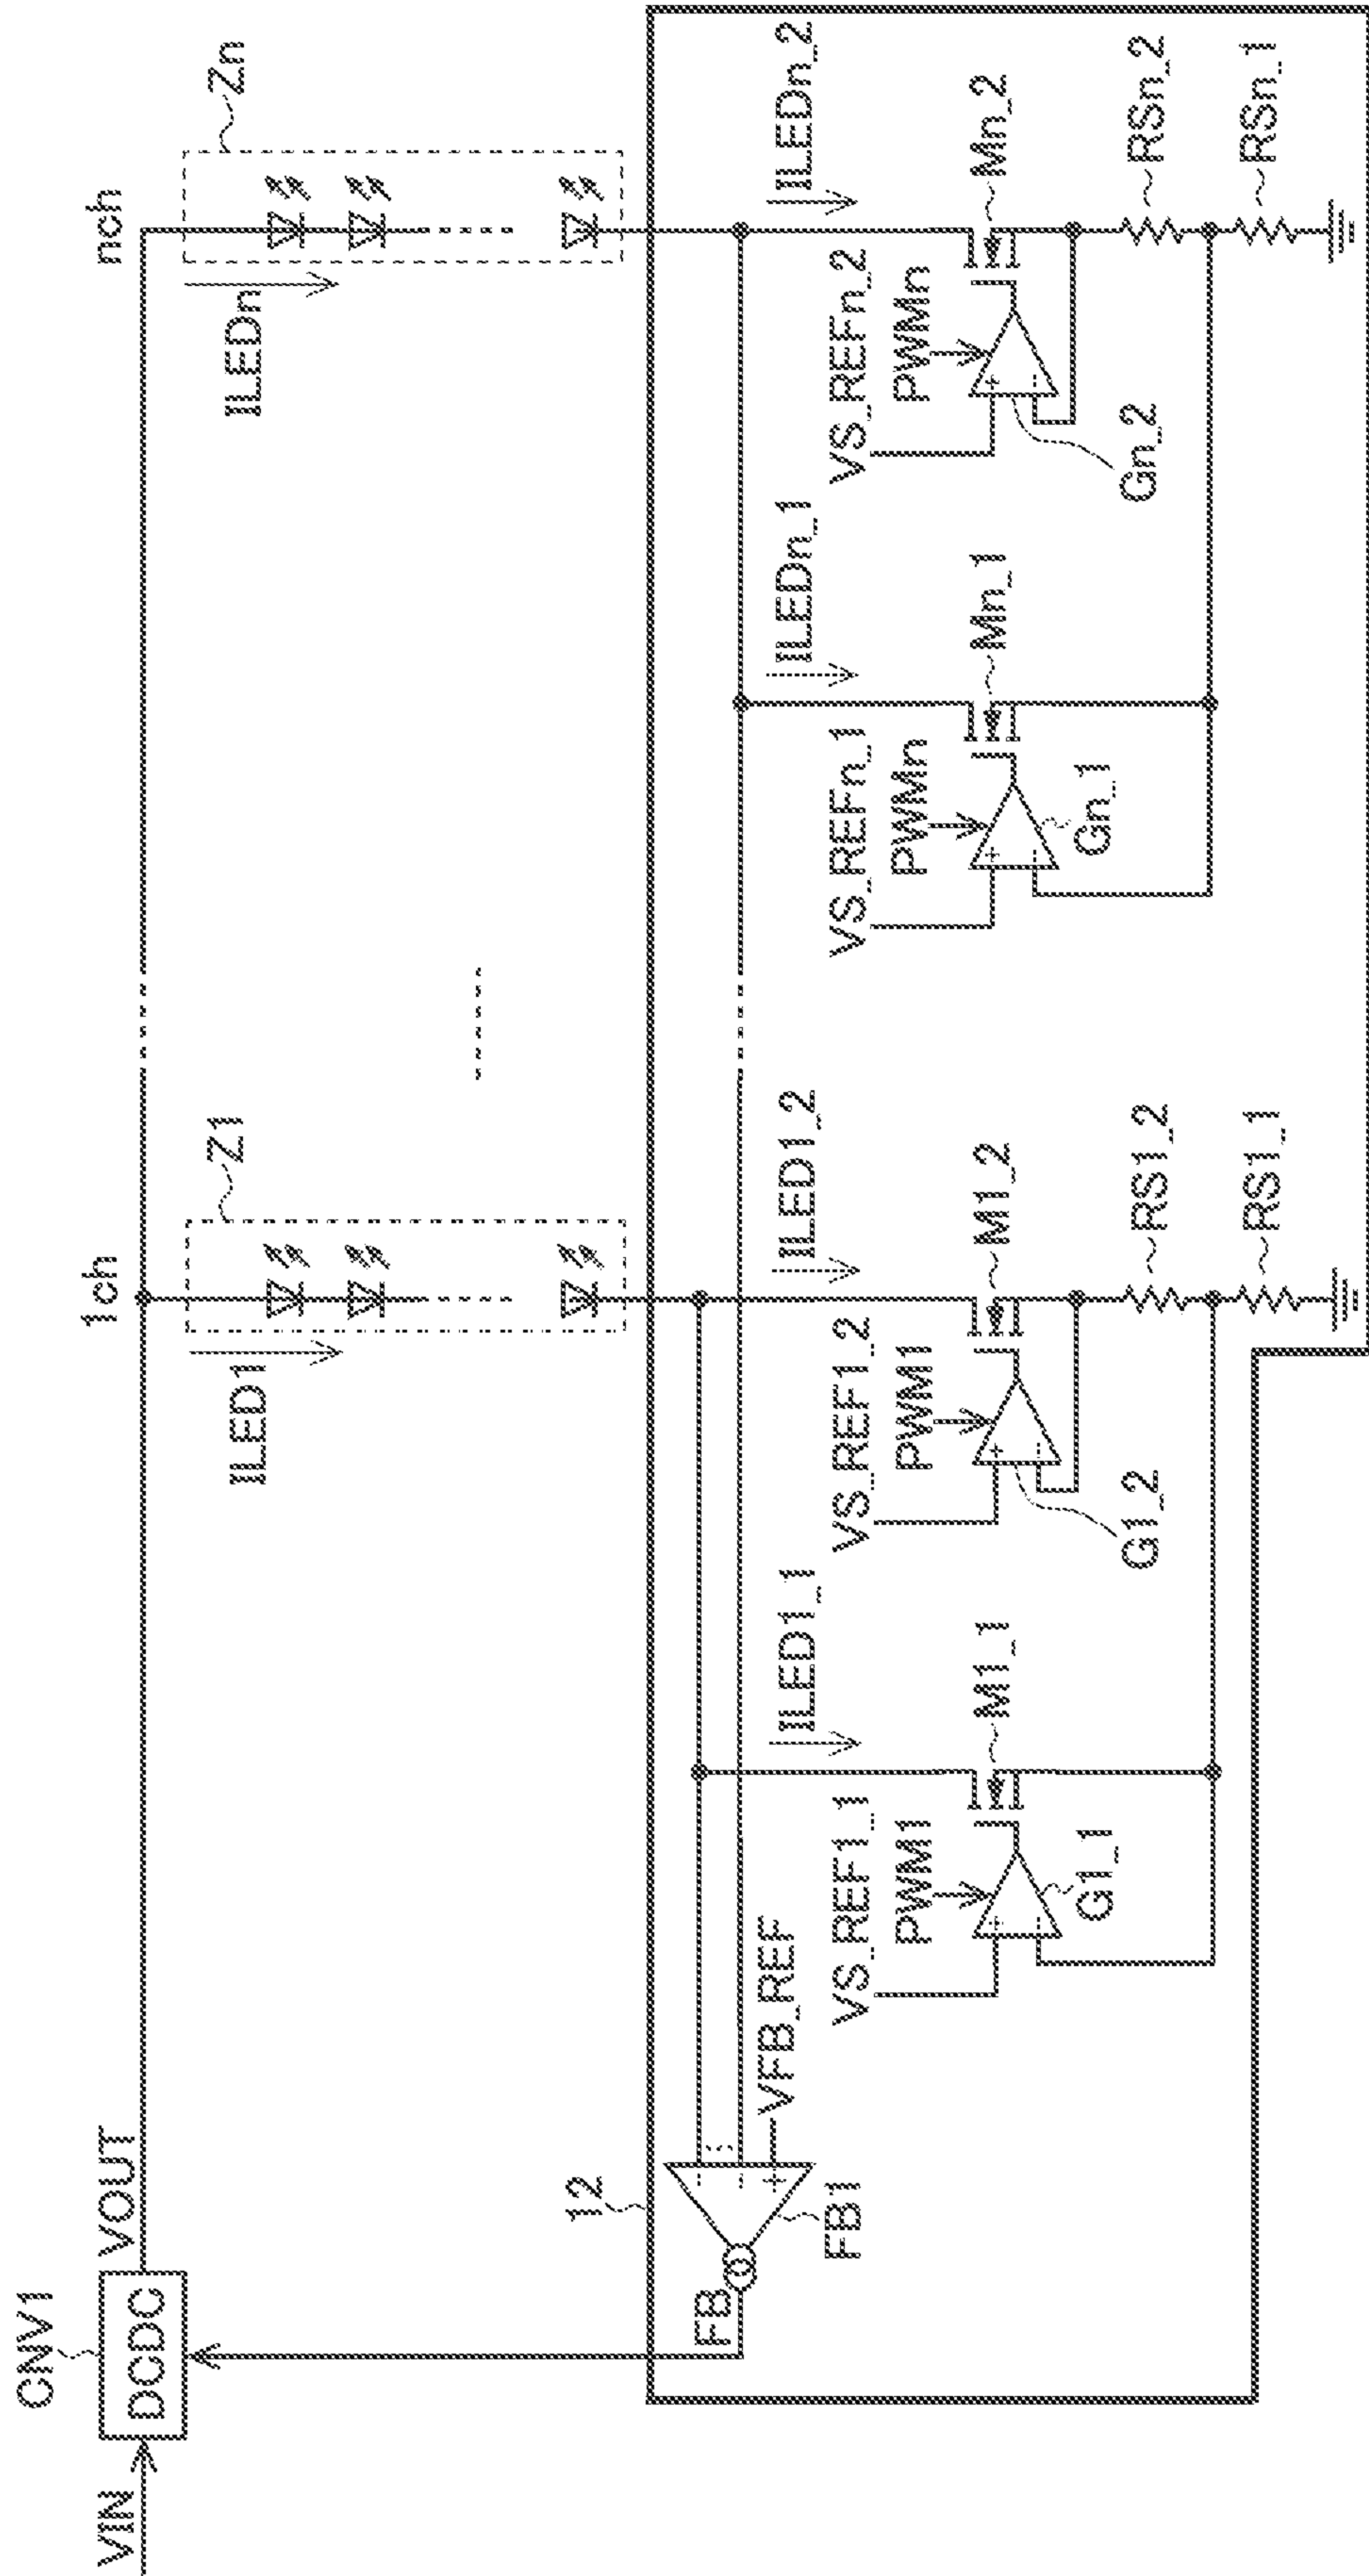 CNV1
VIN
DCDC
VOUT
1ch
nch
Z1
Zn
ILED1
ILEDn
12
FB
FB1
VFB_REF
ILED1_1
ILED1_2
ILEDn_1
ILEDn_2
VS_REF1_1
PWM1
M1_1
G1_1
VS_REF1_2
PWM1
M1_2
G1_2
RS1_2
RS1_1
VS_REFn_1
PWMn
Mn_1
Gn_1
VS_REFn_2
PWMn
Mn_2
Gn_2
RSn_2
RSn_1